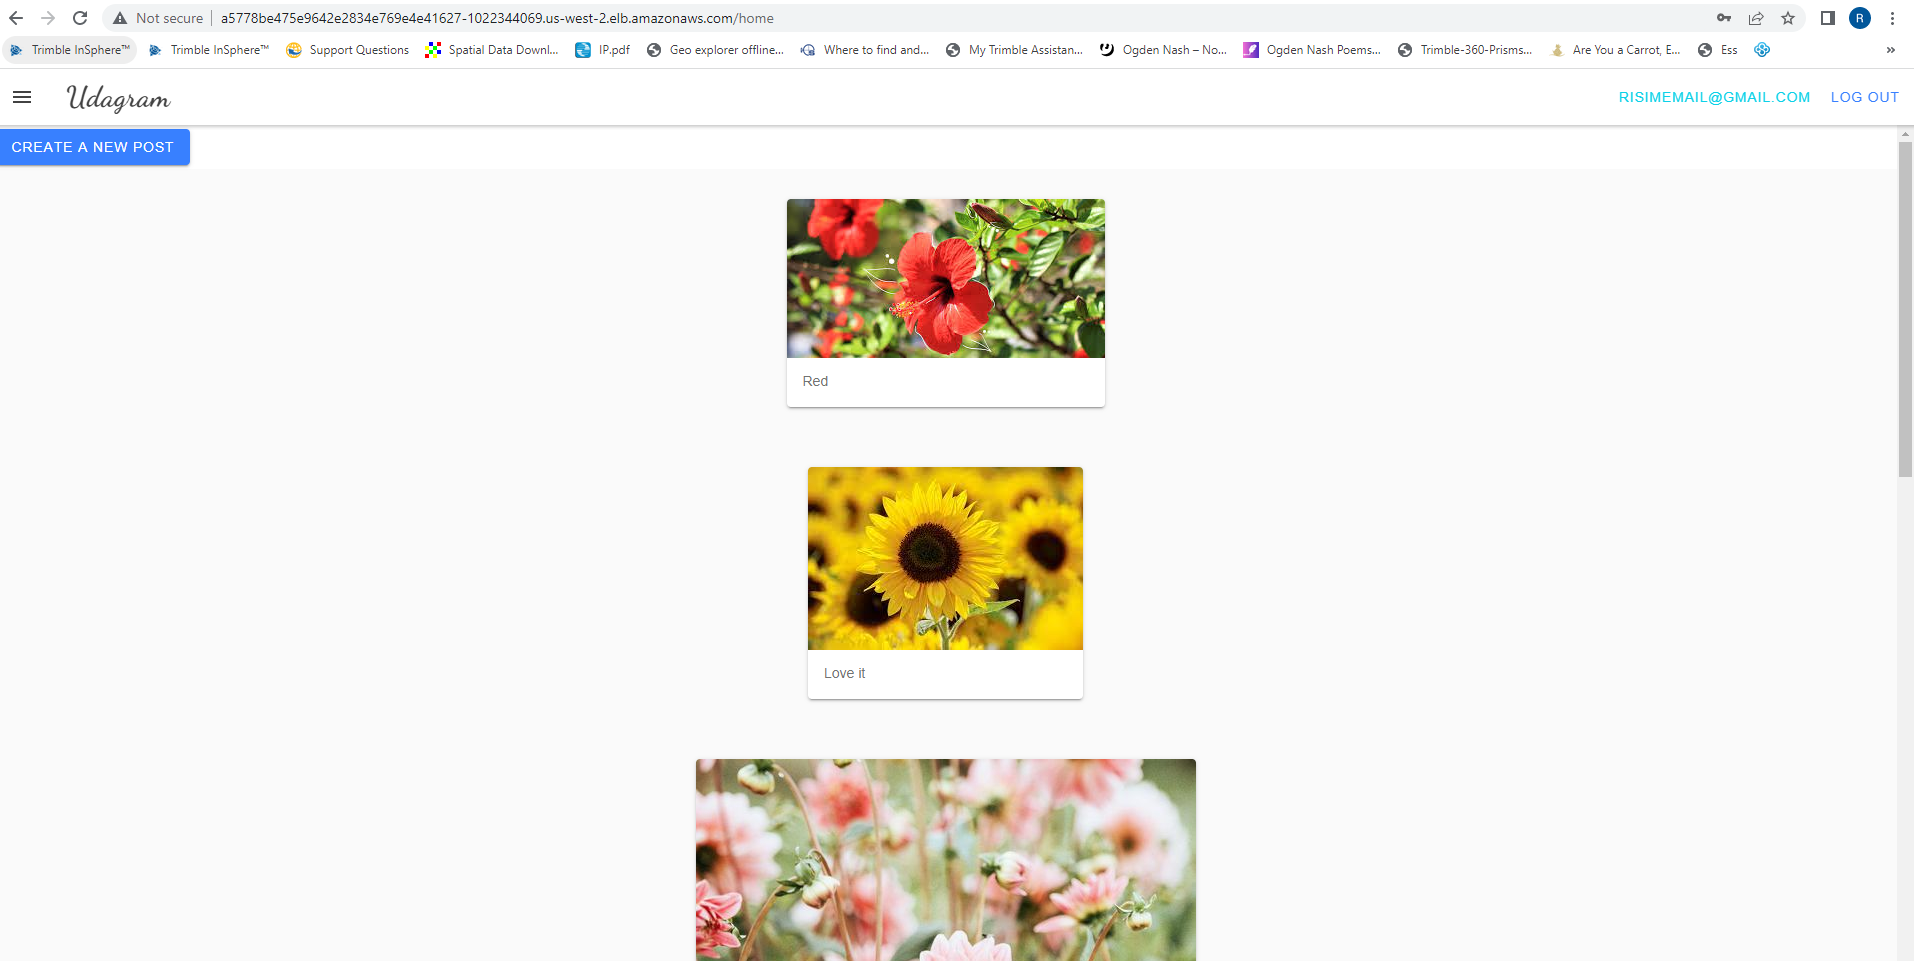 Not secure a5778be475e9642e2834e769e4e41627-1022344069.us-west-2.elb.amazonaws.com/home R
Trimble InSphere™ Trimble InSphere™ Support Questions Spatial Data Downl... IP.pdf Geo explorer offline... Where to find and... My Trimble Assistan... Ogden Nash – No... Ogden Nash Poems... Trimble-360-Prisms... Are You a Carrot, E... Ess »
Udagram RISIMEMAIL@GMAIL.COM LOG OUT
CREATE A NEW POST
Red
Love it